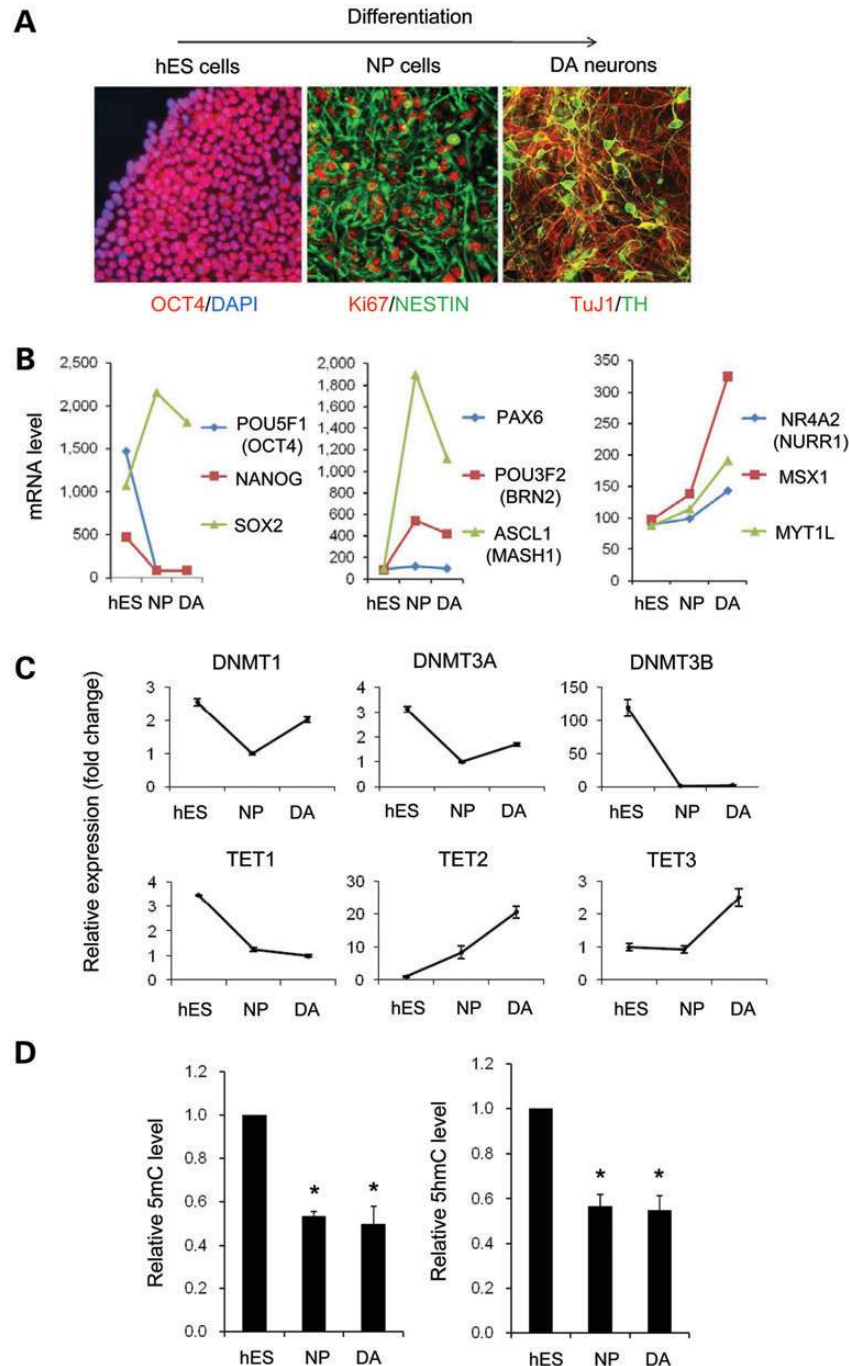 A
Differentiation
hES cells NP cells DA neurons
OCT4/DAPI Ki67/NESTIN TuJ1/TH
B
mRNA level
2,500
2,000
1,500
1,000
500
0
hES NP DA
POU5F1
(OCT4)
NANOG
SOX2
2,000
1,800
1,600
1,400
1,200
1,000
800
600
400
200
0
hES NP DA
PAX6
POU3F2
(BRN2)
ASCL1
(MASH1)
350
300
250
200
150
100
50
0
hES NP DA
NR4A2
(NURR1)
MSX1
MYT1L
C
Relative expression (fold change)
DNMT1
3
2
1
0
hES NP DA
DNMT3A
4
3
2
1
0
hES NP DA
DNMT3B
150
100
50
0
hES NP DA
TET1
4
3
2
1
0
hES NP DA
TET2
30
20
10
0
hES NP DA
TET3
3
2
1
0
hES NP DA
D
Relative 5mC level
1.2
1.0
0.8
0.6
0.4
0.2
0.0
* *
hES NP DA
Relative 5hmC level
1.2
1.0
0.8
0.6
0.4
0.2
0.0
* *
hES NP DA